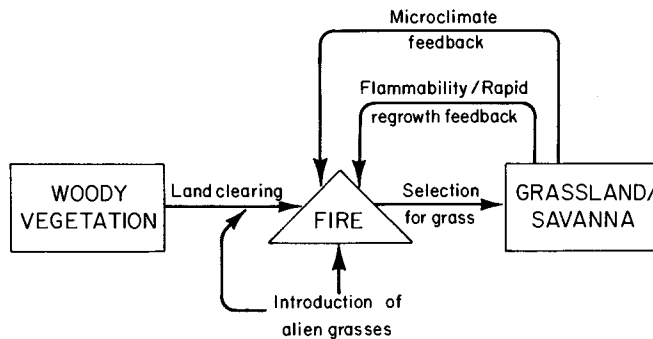 Microclimate
feedback
Flammability/Rapid
regrowth feedback
WOODY
VEGETATION
Land clearing
FIRE
Selection
for grass
GRASSLAND/
SAVANNA
Introduction of
alien grasses